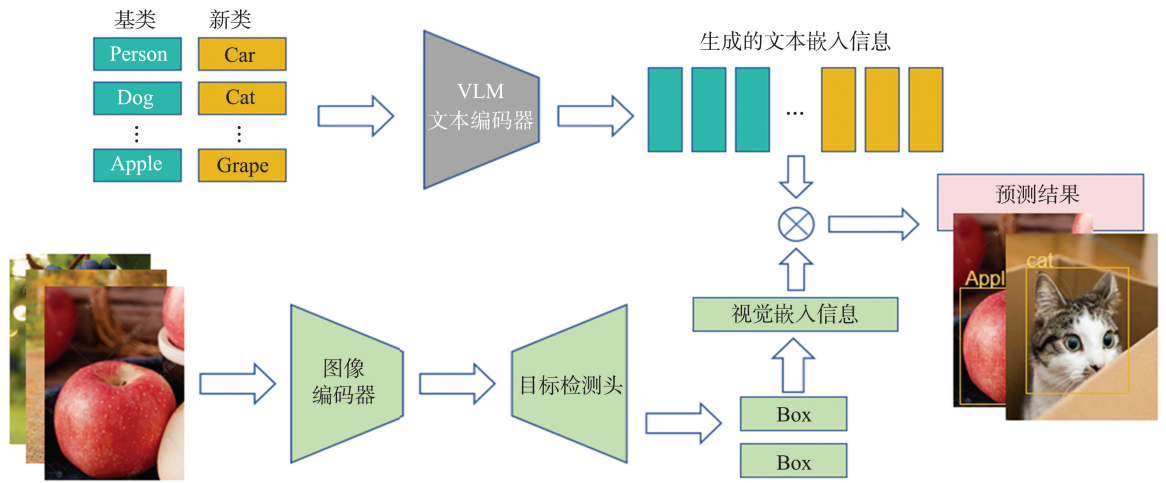 基类
新类
Person
Car
Dog
Cat
⋮
⋮
Apple
Grape
VLM
文本编码器
生成的文本嵌入信息
...
预测结果
Appl
cat
视觉嵌入信息
图像
编码器
目标检测头
Box
Box